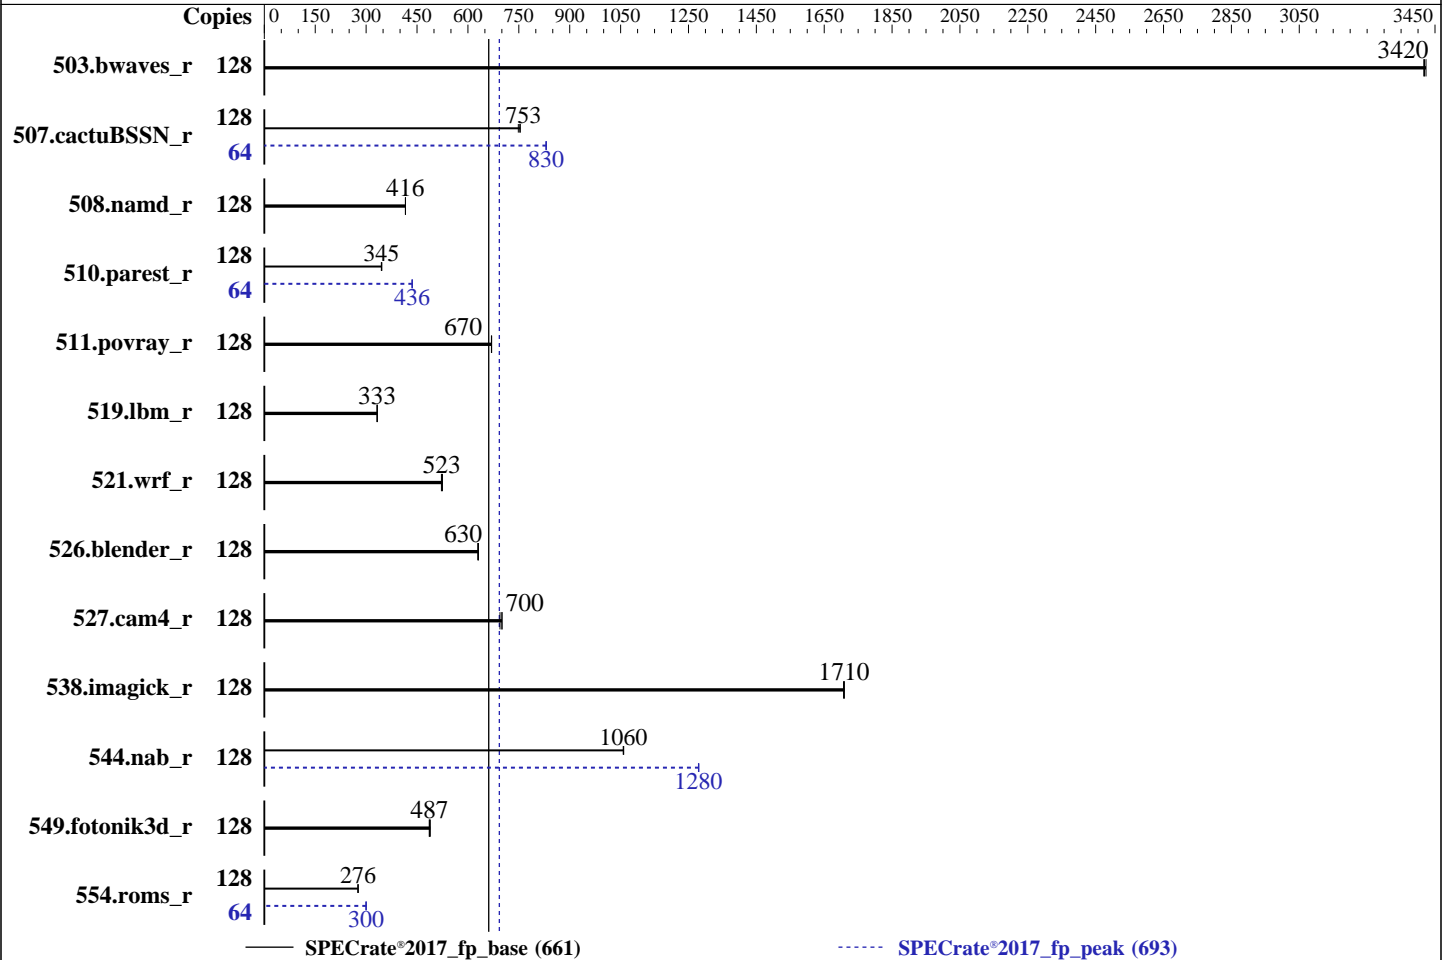 Copies 0 150 300 450 600 750 900 1050 1250 1450 1650 1850 2050 2250 2450 2650 2850 3050 3450
503.bwaves_r 128 3420
507.cactuBSSN_r 128 753
64 830
508.namd_r 128 416
510.parest_r 128 345
64 436
511.povray_r 128 670
519.lbm_r 128 333
521.wrf_r 128 523
526.blender_r 128 630
527.cam4_r 128 700
538.imagick_r 128 1710
544.nab_r 128 1060
1280
549.fotonik3d_r 128 487
554.roms_r 128 276
64 300
SPECrate®2017_fp_base (661) SPECrate®2017_fp_peak (693)